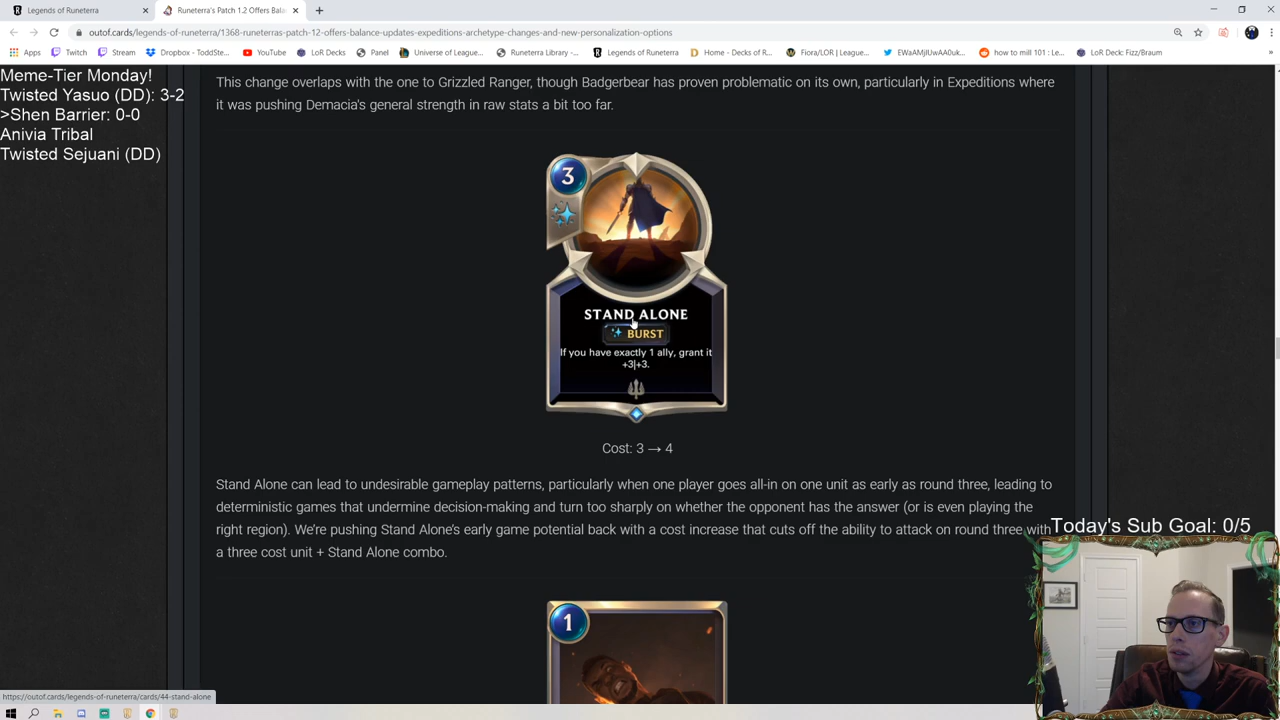 Legends of Runeterra
Runeterra's Patch 1.2 Offers Bala
outof.cards/legends-of-runeterra/1368-runeterras-patch-12-offers-balance-updates-expeditions-archetype-changes-and-new-personalization-options
Apps
Twitch
Stream
Dropbox - ToddSte...
YouTube
LoR Decks
Panel
Universe of League...
Runeterra Library -...
Legends of Runeterra
Home - Decks of R...
Fiora/LOR | League...
EWaAMjIUwAA0uk...
how to mill 101 : Le...
LoR Deck: Fizz/Braum
Meme-Tier Monday!
Twisted Yasuo (DD): 3-2
>Shen Barrier: 0-0
Anivia Tribal
Twisted Sejuani (DD)
This change overlaps with the one to Grizzled Ranger, though Badgerbear has proven problematic on its own, particularly in Expeditions where
it was pushing Demacia's general strength in raw stats a bit too far.
3
STAND ALONE
BURST
If you have exactly 1 ally, grant it
+3|+3.
Cost: 3 → 4
Stand Alone can lead to undesirable gameplay patterns, particularly when one player goes all-in on one unit as early as round three, leading to
deterministic games that undermine decision-making and turn too sharply on whether the opponent has the answer (or is even playing the
right region). We're pushing Stand Alone's early game potential back with a cost increase that cuts off the ability to attack on round three with
a three cost unit + Stand Alone combo.
Today's Sub Goal: 0/5
1
https://outof.cards/legends-of-runeterra/cards/44-stand-alone